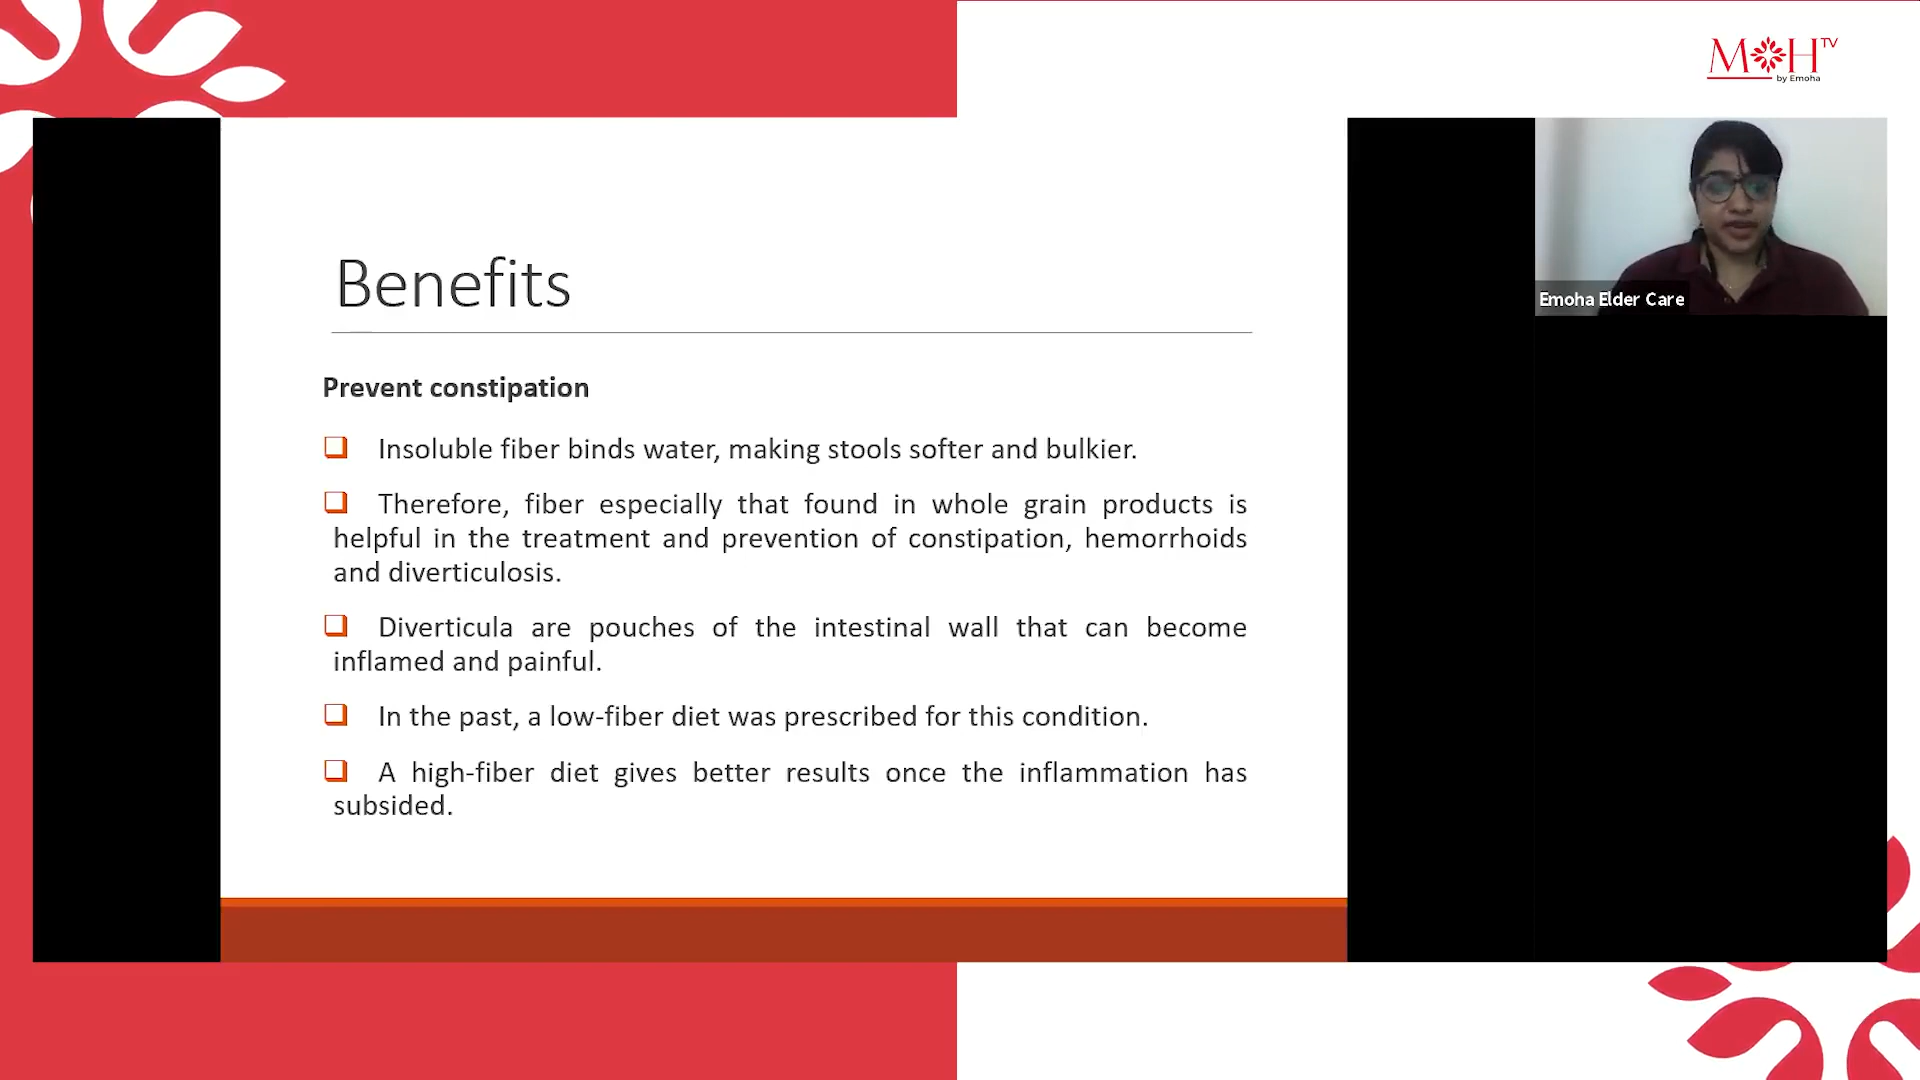 M H TV
by Emoha
Benefits
Emoha Elder Care
Prevent constipation
Insoluble fiber binds water, making stools softer and bulkier.
Therefore, fiber especially that found in whole grain products is
helpful in the treatment and prevention of constipation, hemorrhoids
and diverticulosis.
Diverticula are pouches of the intestinal wall that can become
inflamed and painful.
In the past, a low-fiber diet was prescribed for this condition.
A high-fiber diet gives better results once the inflammation has
subsided.